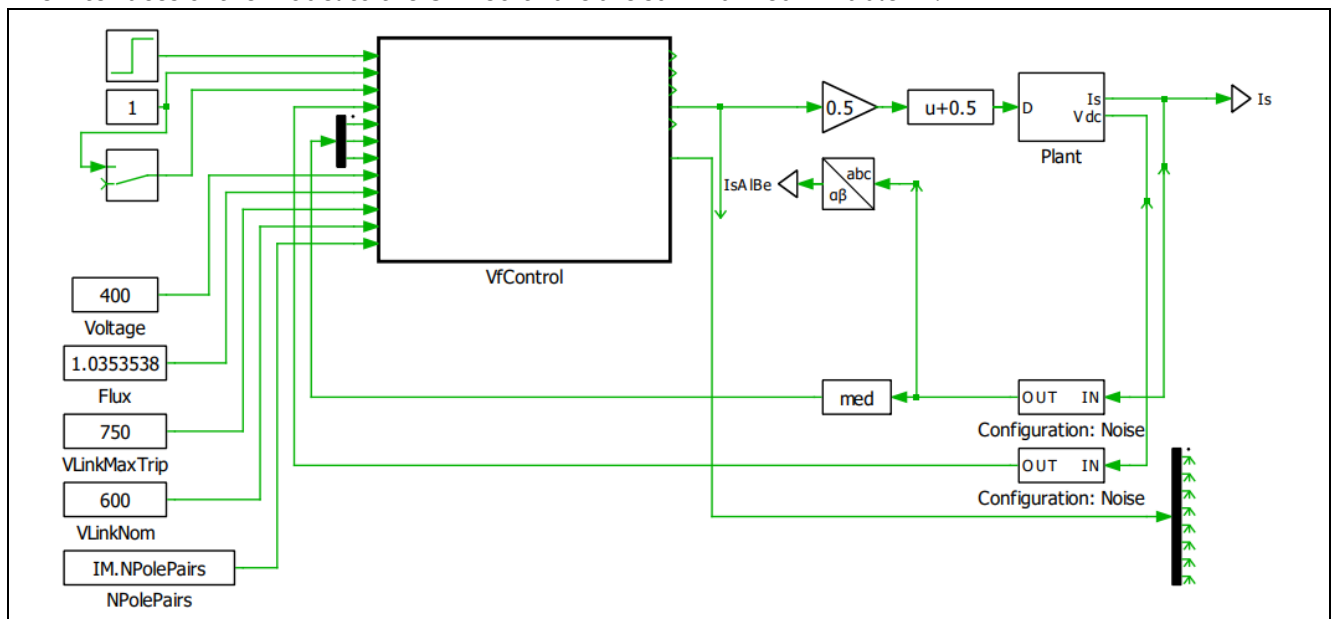 1
VfControl
0.5
u+0.5
D
Is
Vdc
Plant
Is
IsAlBe
abc
αβ
400
Voltage
1.0353538
Flux
750
VLinkMaxTrip
600
VLinkNom
IM.NPolePairs
NPolePairs
med
OUT IN
Configuration: Noise
OUT IN
Configuration: Noise